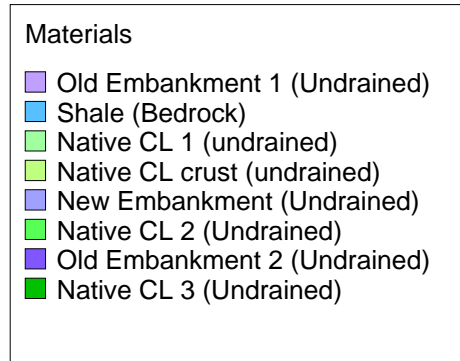 Materials
Old Embankment 1 (Undrained)
Shale (Bedrock)
Native CL 1 (undrained)
Native CL crust (undrained)
New Embankment (Undrained)
Native CL 2 (Undrained)
Old Embankment 2 (Undrained)
Native CL 3 (Undrained)